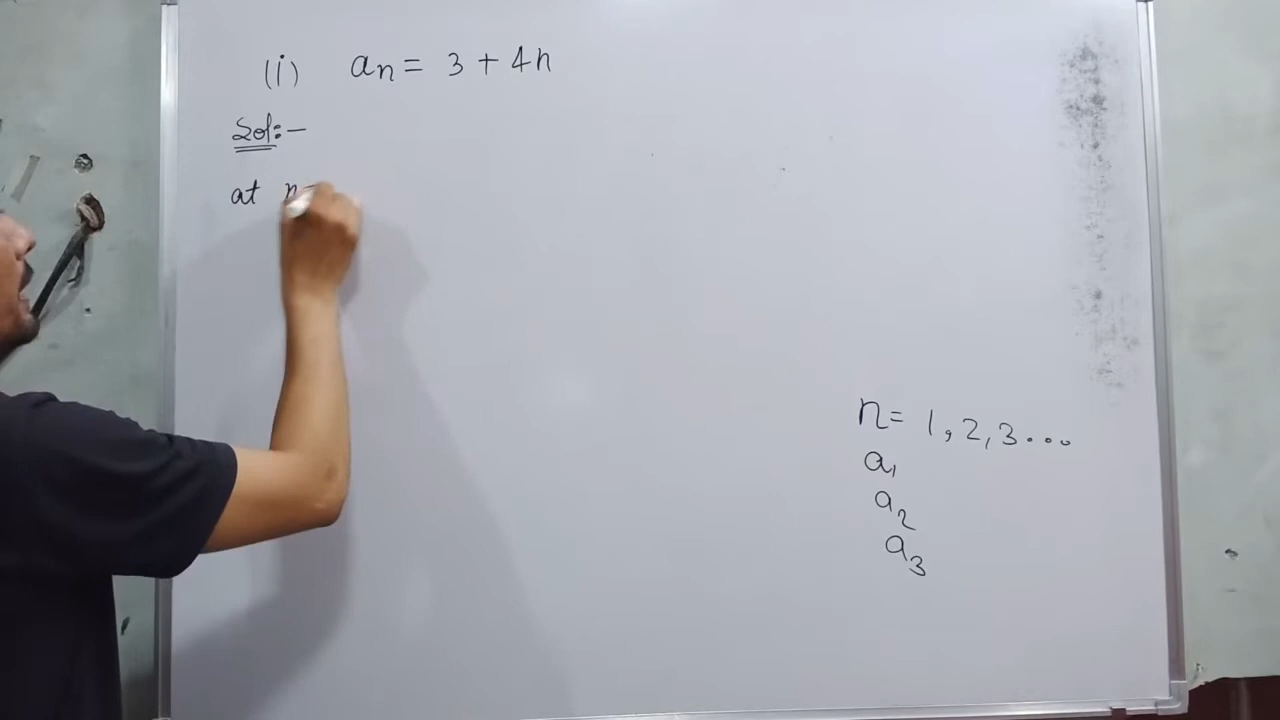 (i) an = 3 + 4n
Sol:-
at n=
n = 1, 2, 3...
a1
a2
a3